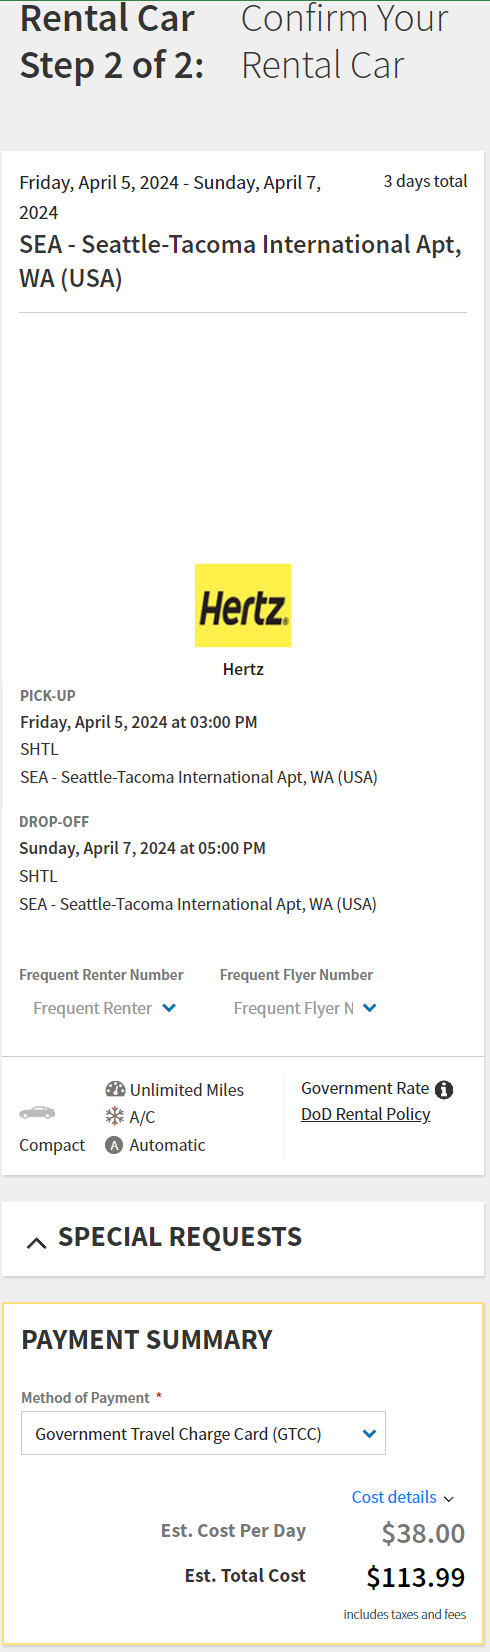 Rental Car
Step 2 of 2:
Confirm Your
Rental Car
Friday, April 5, 2024 - Sunday, April 7,
2024
3 days total
SEA - Seattle-Tacoma International Apt,
WA (USA)
Hertz
Hertz
PICK-UP
Friday, April 5, 2024 at 03:00 PM
SHTL
SEA - Seattle-Tacoma International Apt, WA (USA)
DROP-OFF
Sunday, April 7, 2024 at 05:00 PM
SHTL
SEA - Seattle-Tacoma International Apt, WA (USA)
Frequent Renter Number
Frequent Flyer Number
Frequent Renter
Frequent Flyer N
Compact
Unlimited Miles
A/C
A Automatic
Government Rate
DoD Rental Policy
SPECIAL REQUESTS
PAYMENT SUMMARY
Method of Payment *
Government Travel Charge Card (GTCC)
Cost details
Est. Cost Per Day $38.00
Est. Total Cost $113.99
includes taxes and fees